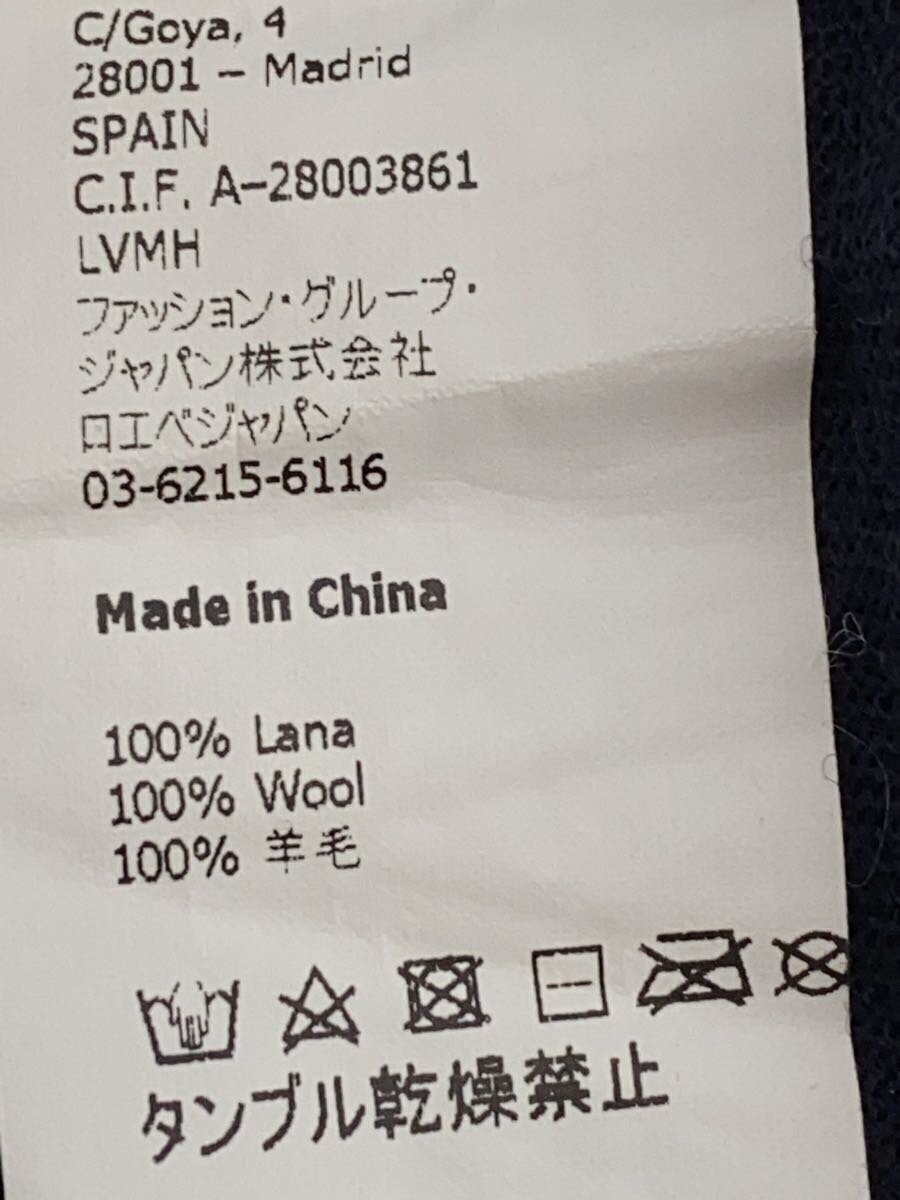 C/Goya, 4
28001 – Madrid
SPAIN
C.I.F. A-28003861
LVMH
ファッション・グループ・
ジャパン株式会社
ロエベジャパン
03-6215-6116
Made in China
100% Lana
100% Wool
100% 羊毛
タンブル乾燥禁止